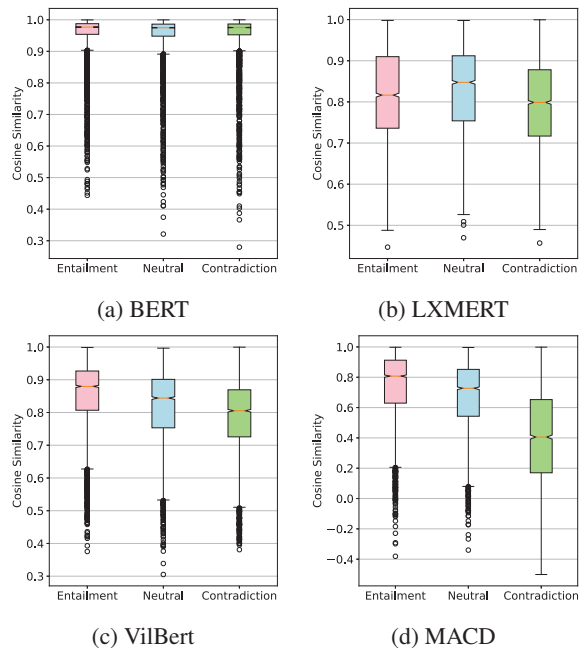 1.0
0.9
0.8
0.7
0.6
0.5
0.4
0.3
Cosine Similarity
Entailment Neutral Contradiction
(a) BERT
1.0
0.9
0.8
0.7
0.6
0.5
Cosine Similarity
Entailment Neutral Contradiction
(b) LXMERT
1.0
0.9
0.8
0.7
0.6
0.5
0.4
0.3
Cosine Similarity
Entailment Neutral Contradiction
(c) VilBert
1.0
0.8
0.6
0.4
0.2
0.0
−0.2
−0.4
Cosine Similarity
Entailment Neutral Contradiction
(d) MACD